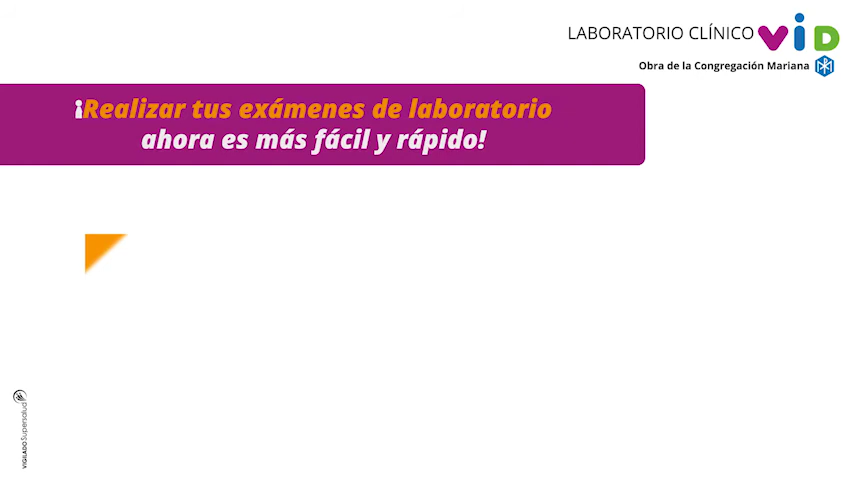 LABORATORIO CLÍNICO VID
Obra de la Congregación Mariana
¡Realizar tus exámenes de laboratorio
ahora es más fácil y rápido!
VIGILADO Supersalud